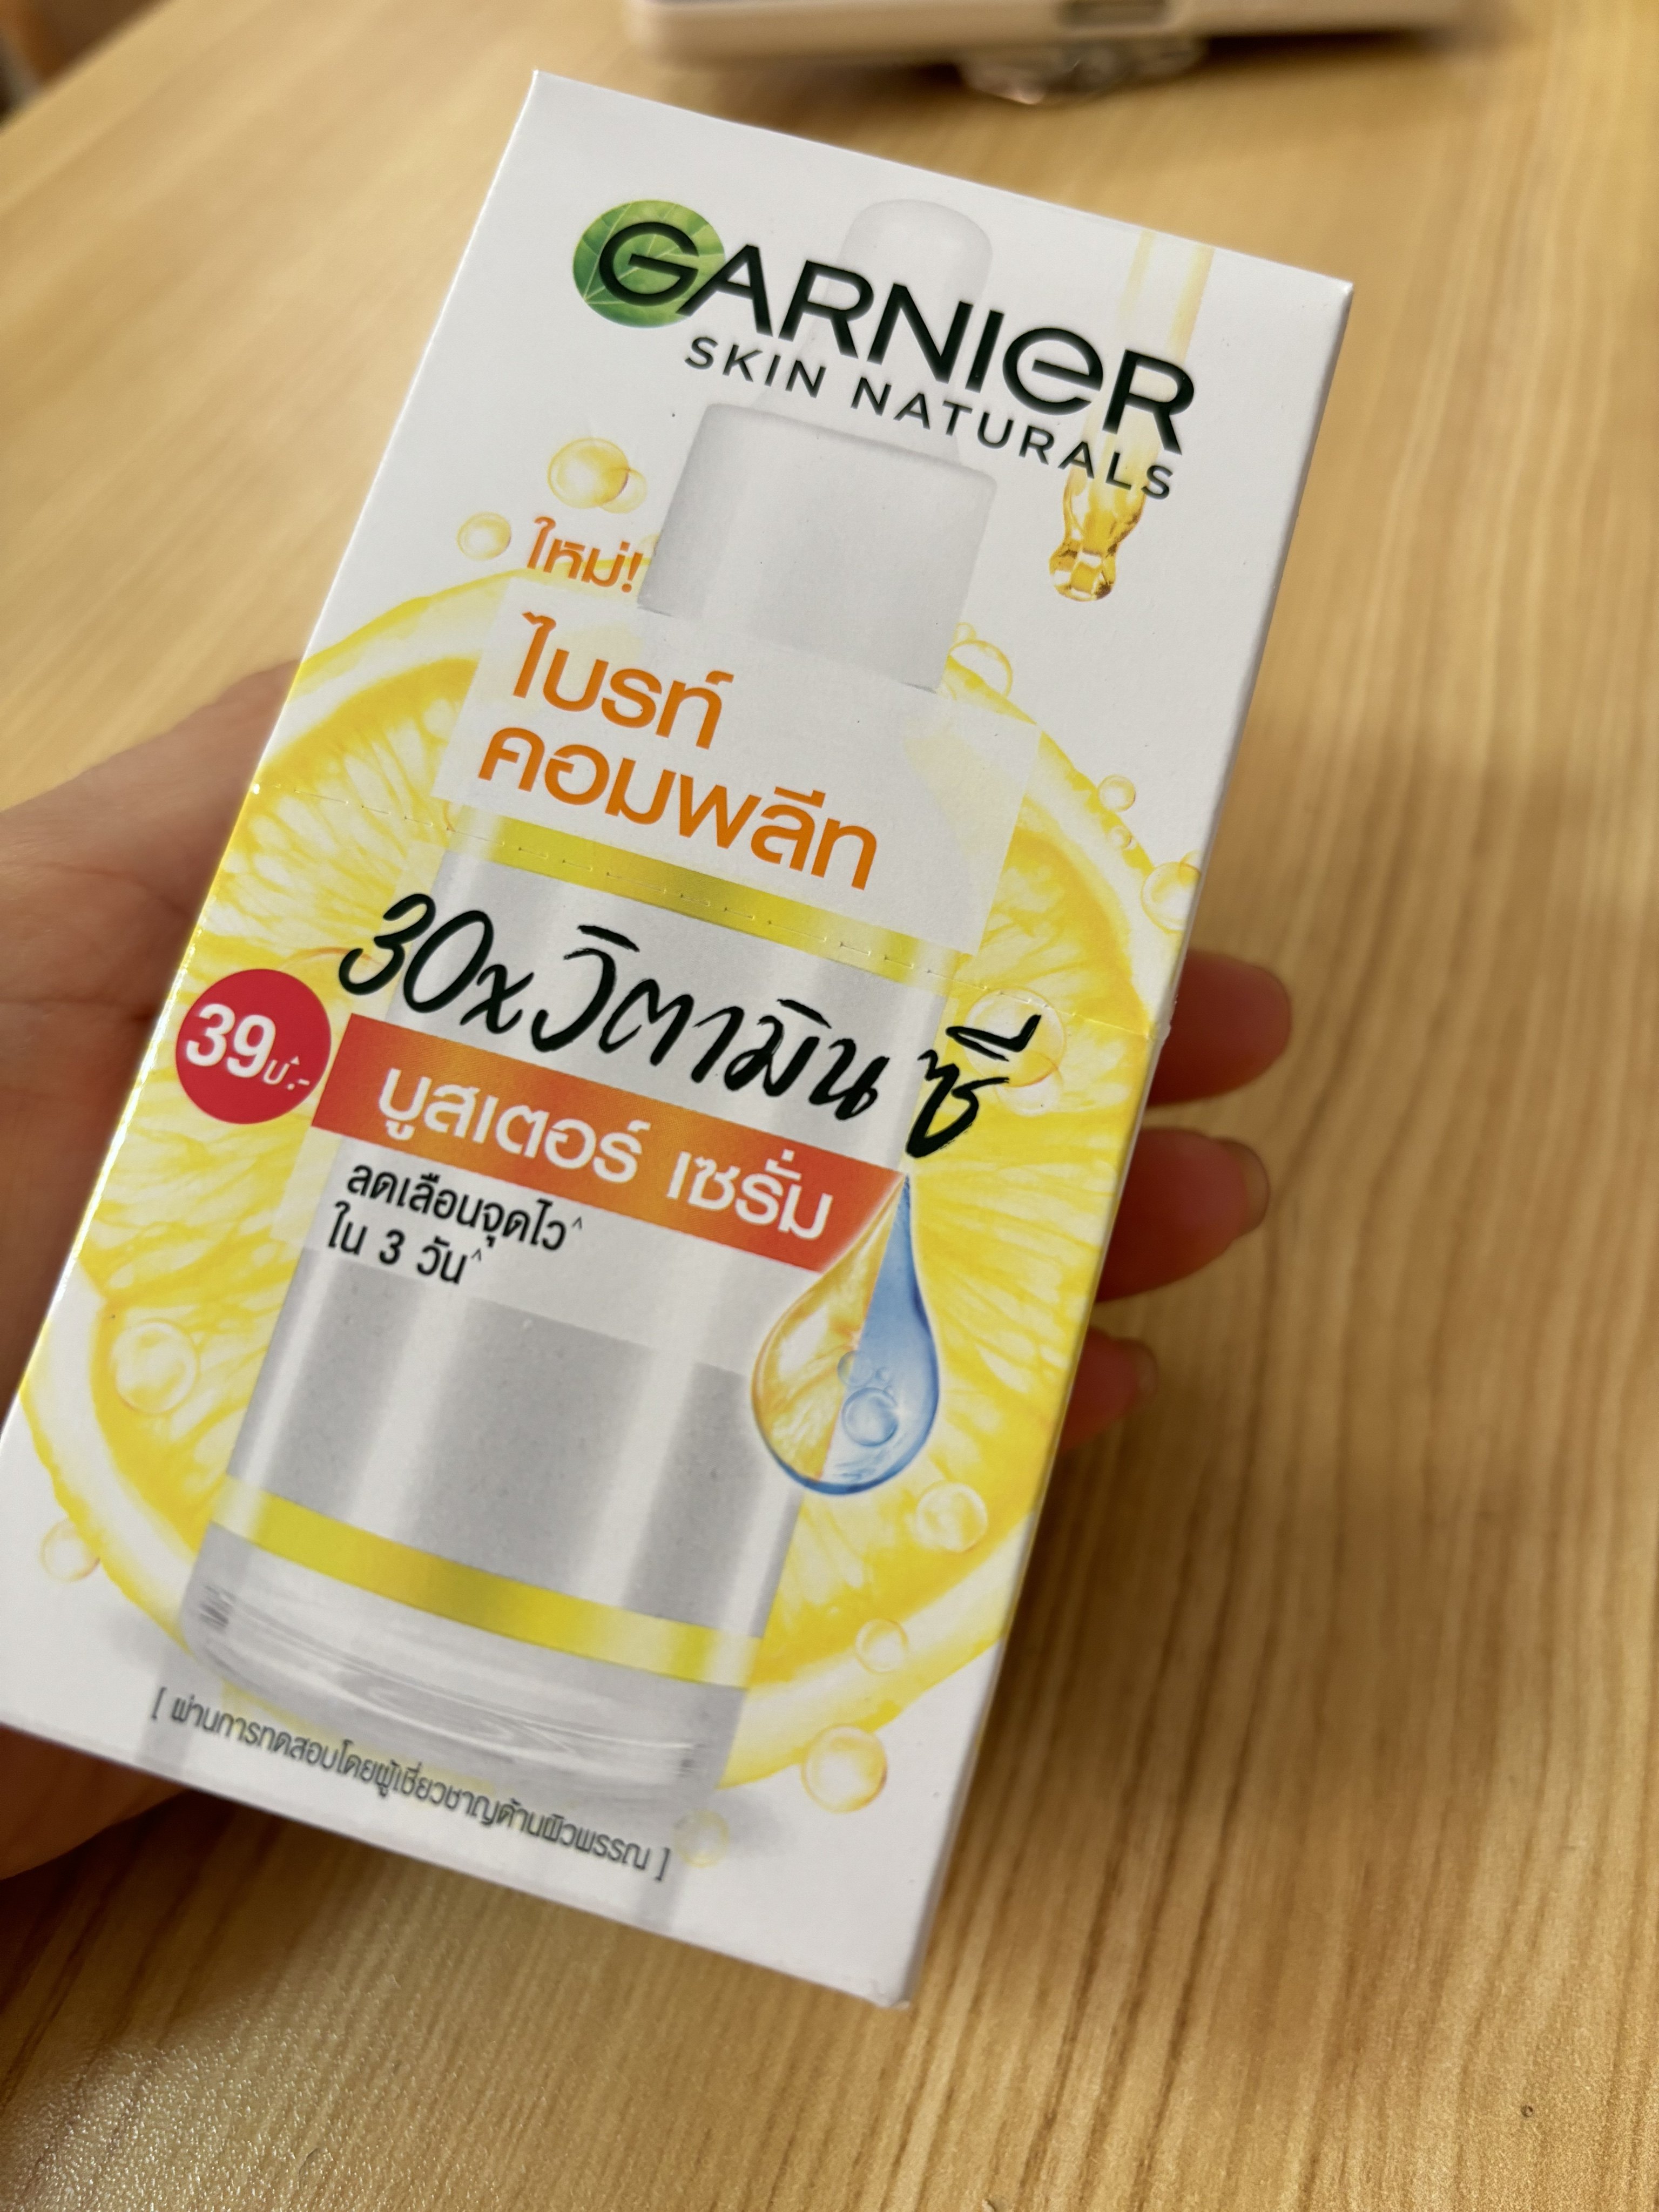 GARNIER
SKIN NATURALS
ใหม่!
ไบรท์
คอมพลีท
30xวิตามินซี
39บ.-
บูสเตอร์ เซรั่ม
ลดเลือนจุดไว^
ใน 3 วัน^
[ ผ่านการทดสอบโดยผู้เชี่ยวชาญด้านผิวพรรณ ]